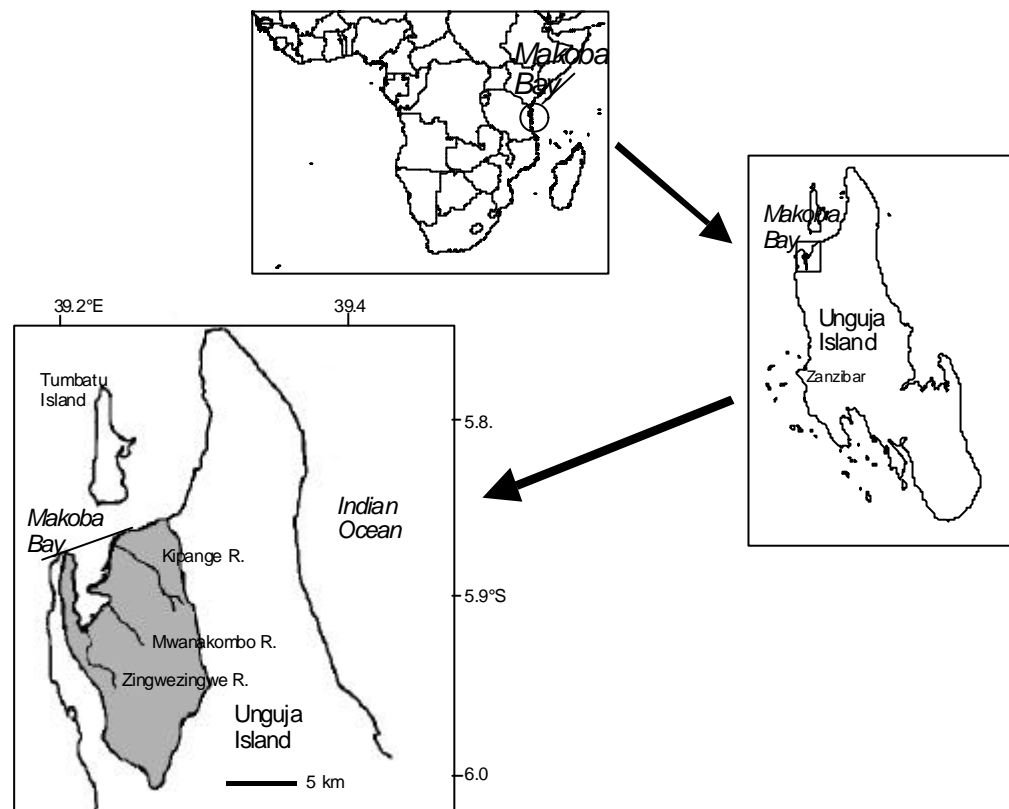 Makoba
Bay
Makoba
Bay
Unguja
Island
Zanzibar
39.2°E
39.4
Tumbatu
Island
5.8.
Makoba
Bay
Indian
Ocean
Kipange R.
5.9°S
Mwanakombo R.
Zingwezingwe R.
Unguja
Island
5 km
6.0